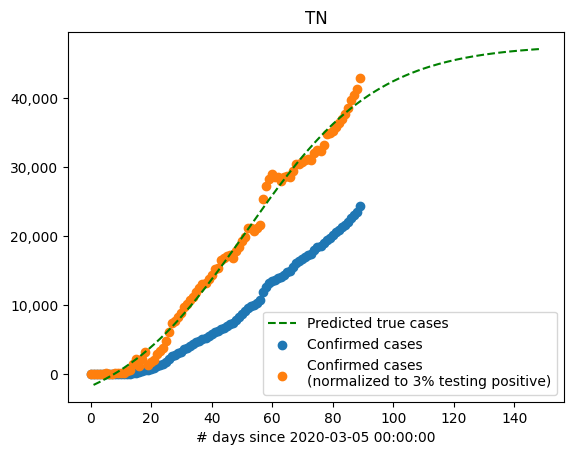 TN
40,000
30,000
20,000
10,000
0
Predicted true cases
Confirmed cases
Confirmed cases
(normalized to 3% testing positive)
0 20 40 60 80 100 120 140
# days since 2020-03-05 00:00:00